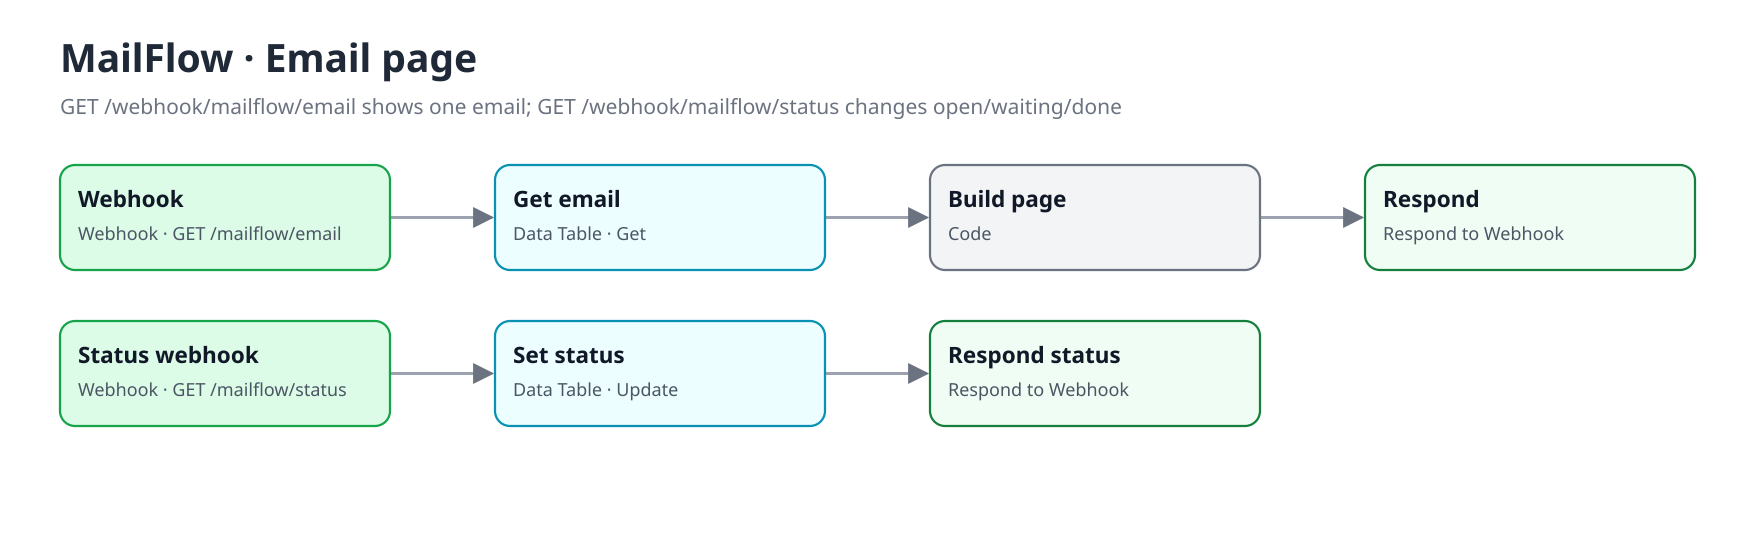 MailFlow · Email page
GET /webhook/mailflow/email shows one email; GET /webhook/mailflow/status changes open/waiting/done
Webhook
Webhook · GET /mailflow/email
Get email
Data Table · Get
Build page
Code
Respond
Respond to Webhook
Status webhook
Webhook · GET /mailflow/status
Set status
Data Table · Update
Respond status
Respond to Webhook